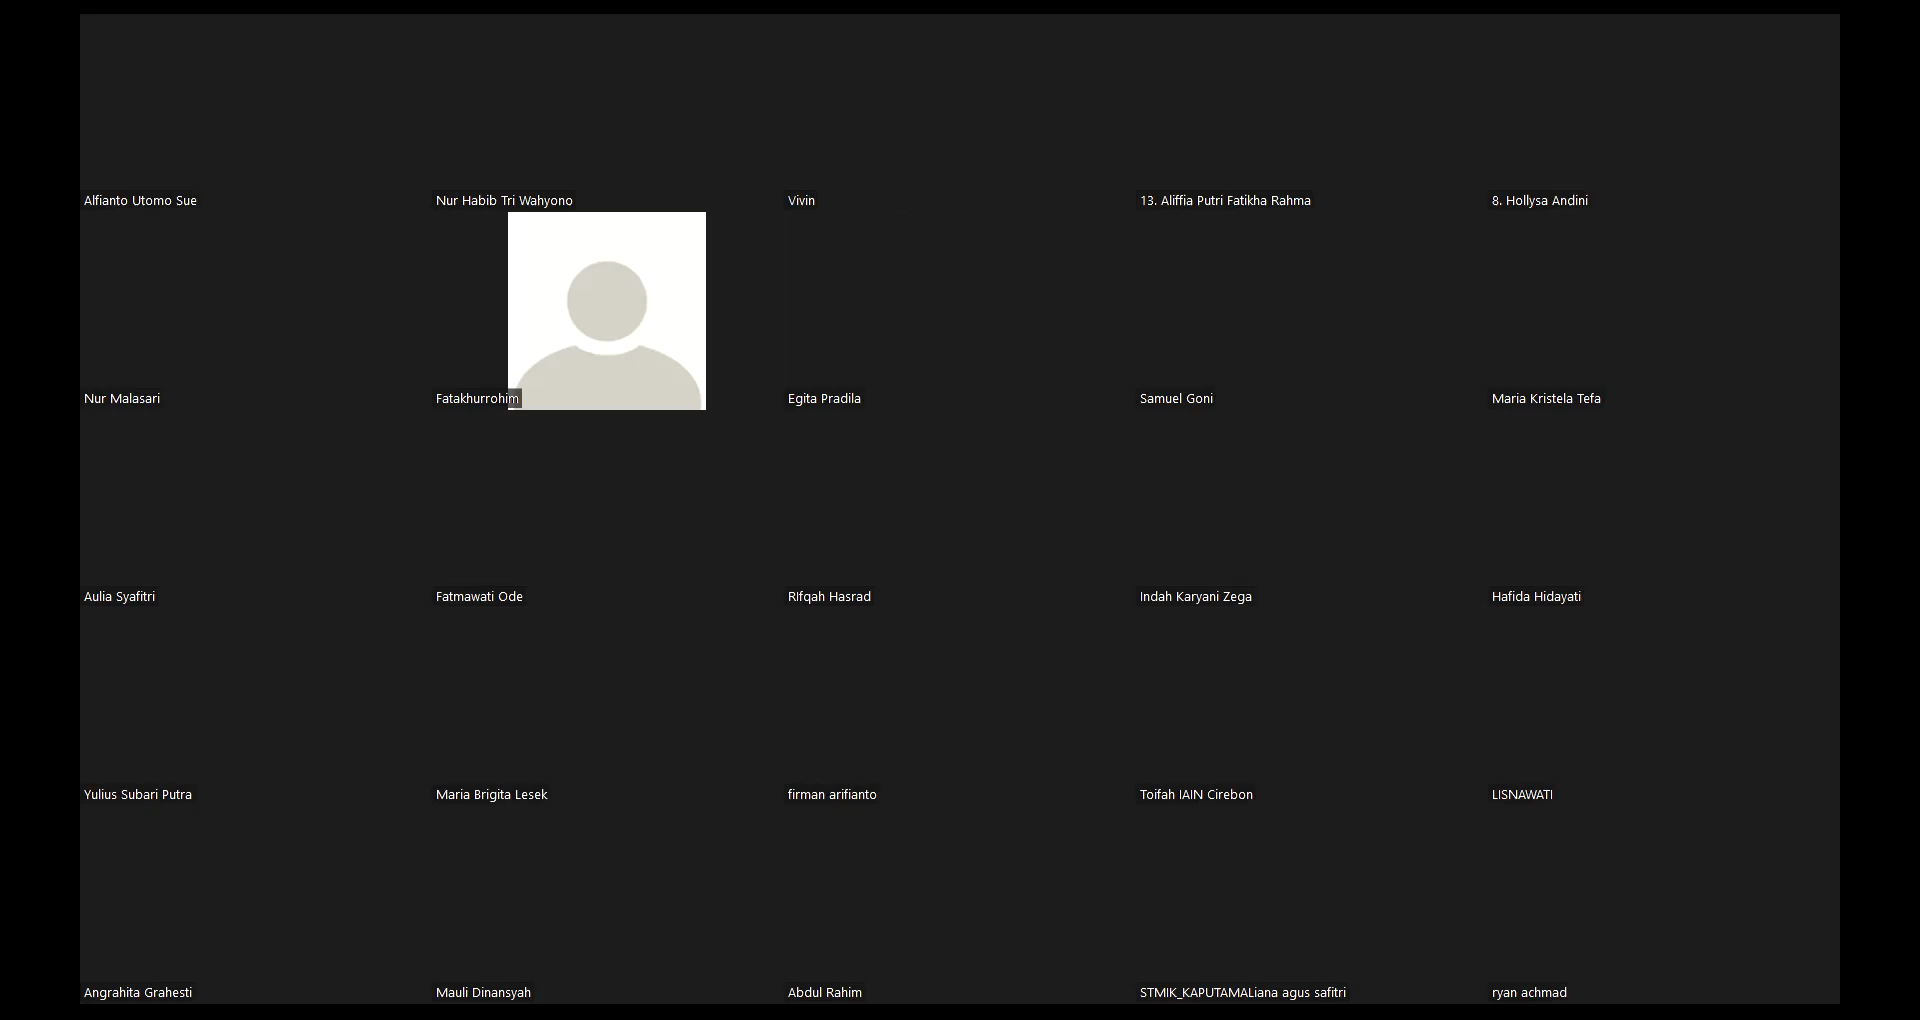 Alfianto Utomo Sue
Nur Habib Tri Wahyono
Vivin
13. Aliffia Putri Fatikha Rahma
8. Hollysa Andini
Nur Malasari
Fatakhurrohim
Egita Pradila
Samuel Goni
Maria Kristela Tefa
Aulia Syafitri
Fatmawati Ode
RIfqah Hasrad
Indah Karyani Zega
Hafida Hidayati
Yulius Subari Putra
Maria Brigita Lesek
firman arifianto
Toifah IAIN Cirebon
LISNAWATI
Angrahita Grahesti
Mauli Dinansyah
Abdul Rahim
STMIK_KAPUTAMALiana agus safitri
ryan achmad